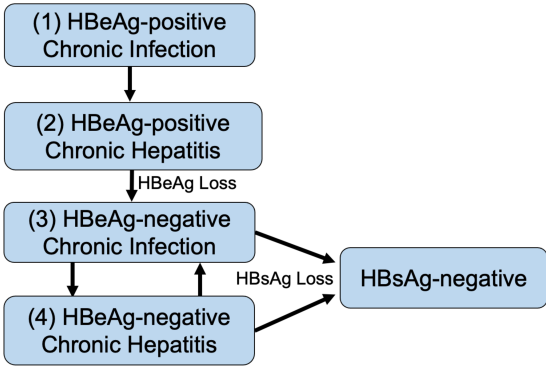 (1) HBeAg-positive
Chronic Infection
(2) HBeAg-positive
Chronic Hepatitis
HBeAg Loss
(3) HBeAg-negative
Chronic Infection
HBsAg Loss
HBsAg-negative
(4) HBeAg-negative
Chronic Hepatitis